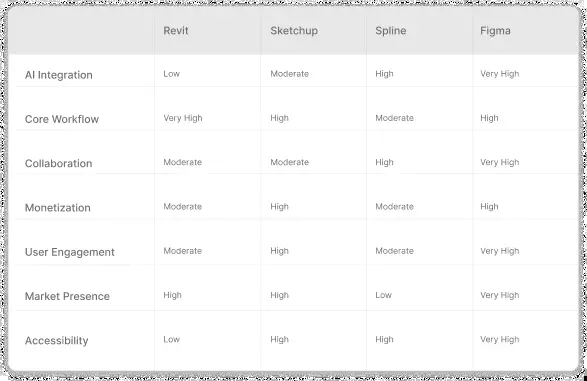 Revit Sketchup Spline Figma
AI Integration Low Moderate High Very High
Core Workflow Very High High Moderate High
Collaboration Moderate Moderate High Very High
Monetization Moderate High Moderate High
User Engagement Moderate High Moderate Very High
Market Presence High High Low Very High
Accessibility Low High High Very High